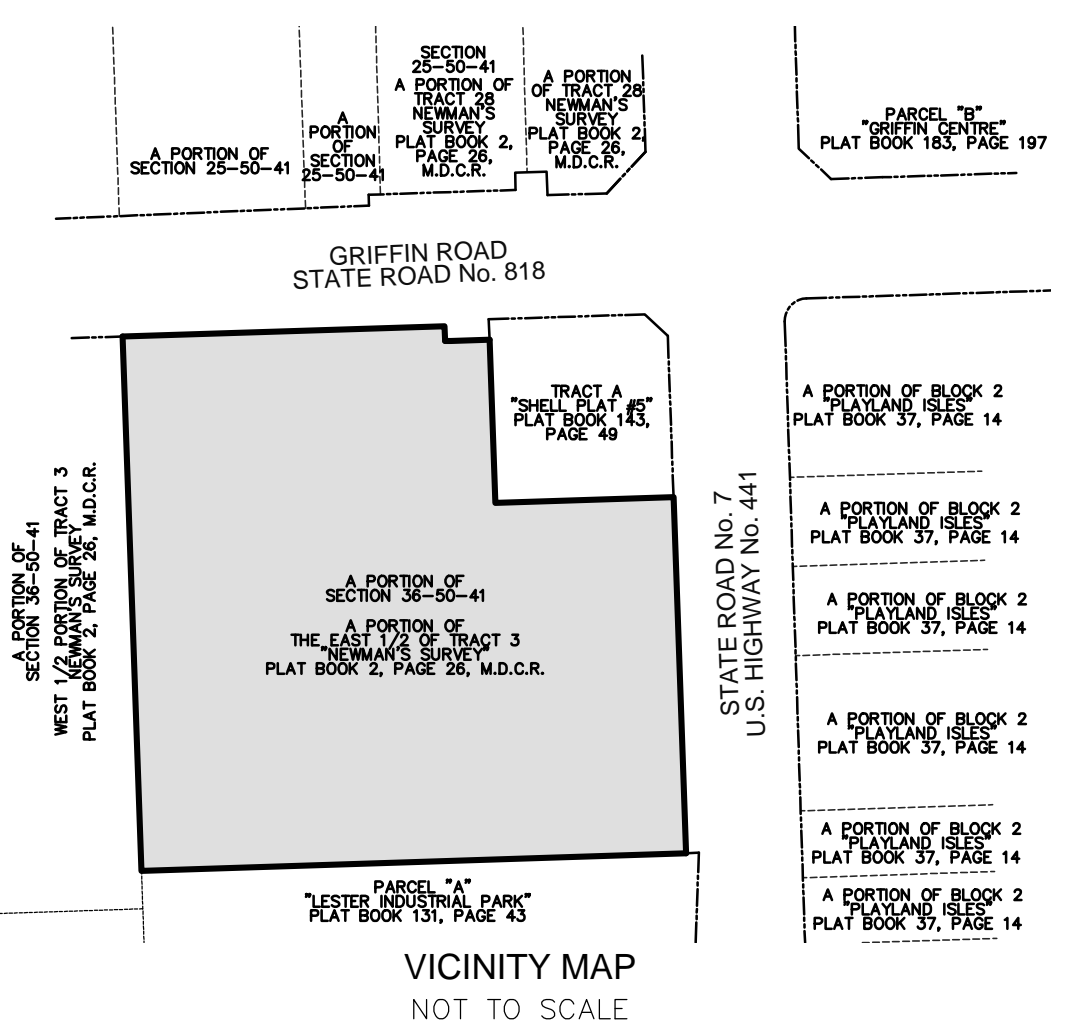 A PORTION OF
SECTION 25-50-41
A
PORTION
OF
SECTION
25-50-41
SECTION
25-50-41
A PORTION OF
TRACT 28
NEWMAN'S
SURVEY
PLAT BOOK 2,
PAGE 26,
M.D.C.R.
A PORTION
OF TRACT 28
NEWMAN'S
SURVEY
PLAT BOOK 2,
PAGE 26,
M.D.C.R.
PARCEL "B"
"GRIFFIN CENTRE"
PLAT BOOK 183, PAGE 197
GRIFFIN ROAD
STATE ROAD No. 818
TRACT A
"SHELL PLAT #5"
PLAT BOOK 143,
PAGE 49
A PORTION OF
SECTION 36-50-41
WEST 1/2 PORTION OF TRACT 3
NEWMAN'S SURVEY
PLAT BOOK 2, PAGE 26, M.D.C.R.
A PORTION OF
SECTION 36-50-41
A PORTION OF
THE EAST 1/2 OF TRACT 3
"NEWMAN'S SURVEY"
PLAT BOOK 2, PAGE 26, M.D.C.R.
STATE ROAD No. 7
U.S. HIGHWAY No. 441
A PORTION OF BLOCK 2
"PLAYLAND ISLES"
PLAT BOOK 37, PAGE 14
A PORTION OF BLOCK 2
"PLAYLAND ISLES"
PLAT BOOK 37, PAGE 14
A PORTION OF BLOCK 2
"PLAYLAND ISLES"
PLAT BOOK 37, PAGE 14
A PORTION OF BLOCK 2
"PLAYLAND ISLES"
PLAT BOOK 37, PAGE 14
A PORTION OF BLOCK 2
"PLAYLAND ISLES"
PLAT BOOK 37, PAGE 14
A PORTION OF BLOCK 2
"PLAYLAND ISLES"
PLAT BOOK 37, PAGE 14
PARCEL "A"
"LESTER INDUSTRIAL PARK"
PLAT BOOK 131, PAGE 43
VICINITY MAP
NOT TO SCALE